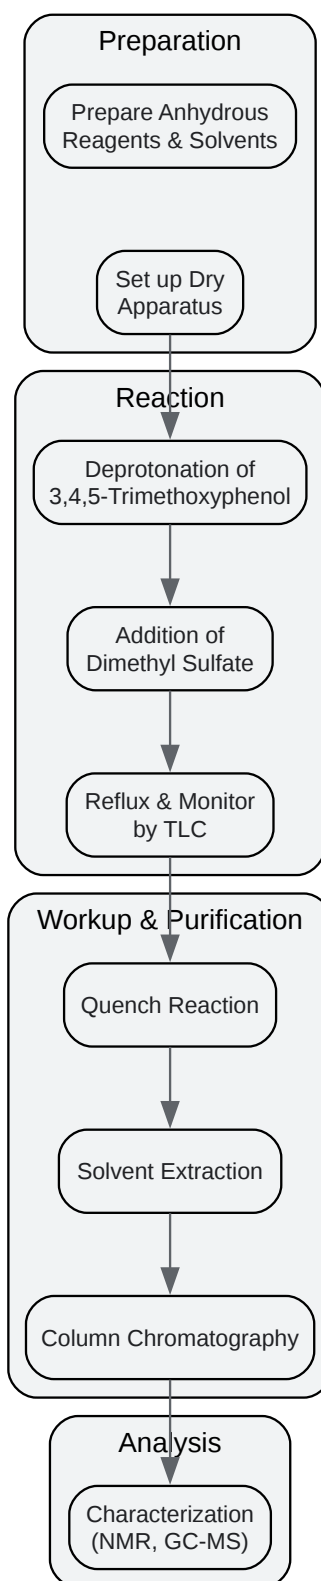 Preparation
Prepare Anhydrous
Reagents & Solvents
Set up Dry
Apparatus
Reaction
Deprotonation of
3,4,5-Trimethoxyphenol
Addition of
Dimethyl Sulfate
Reflux & Monitor
by TLC
Workup & Purification
Quench Reaction
Solvent Extraction
Column Chromatography
Analysis
Characterization
(NMR, GC-MS)